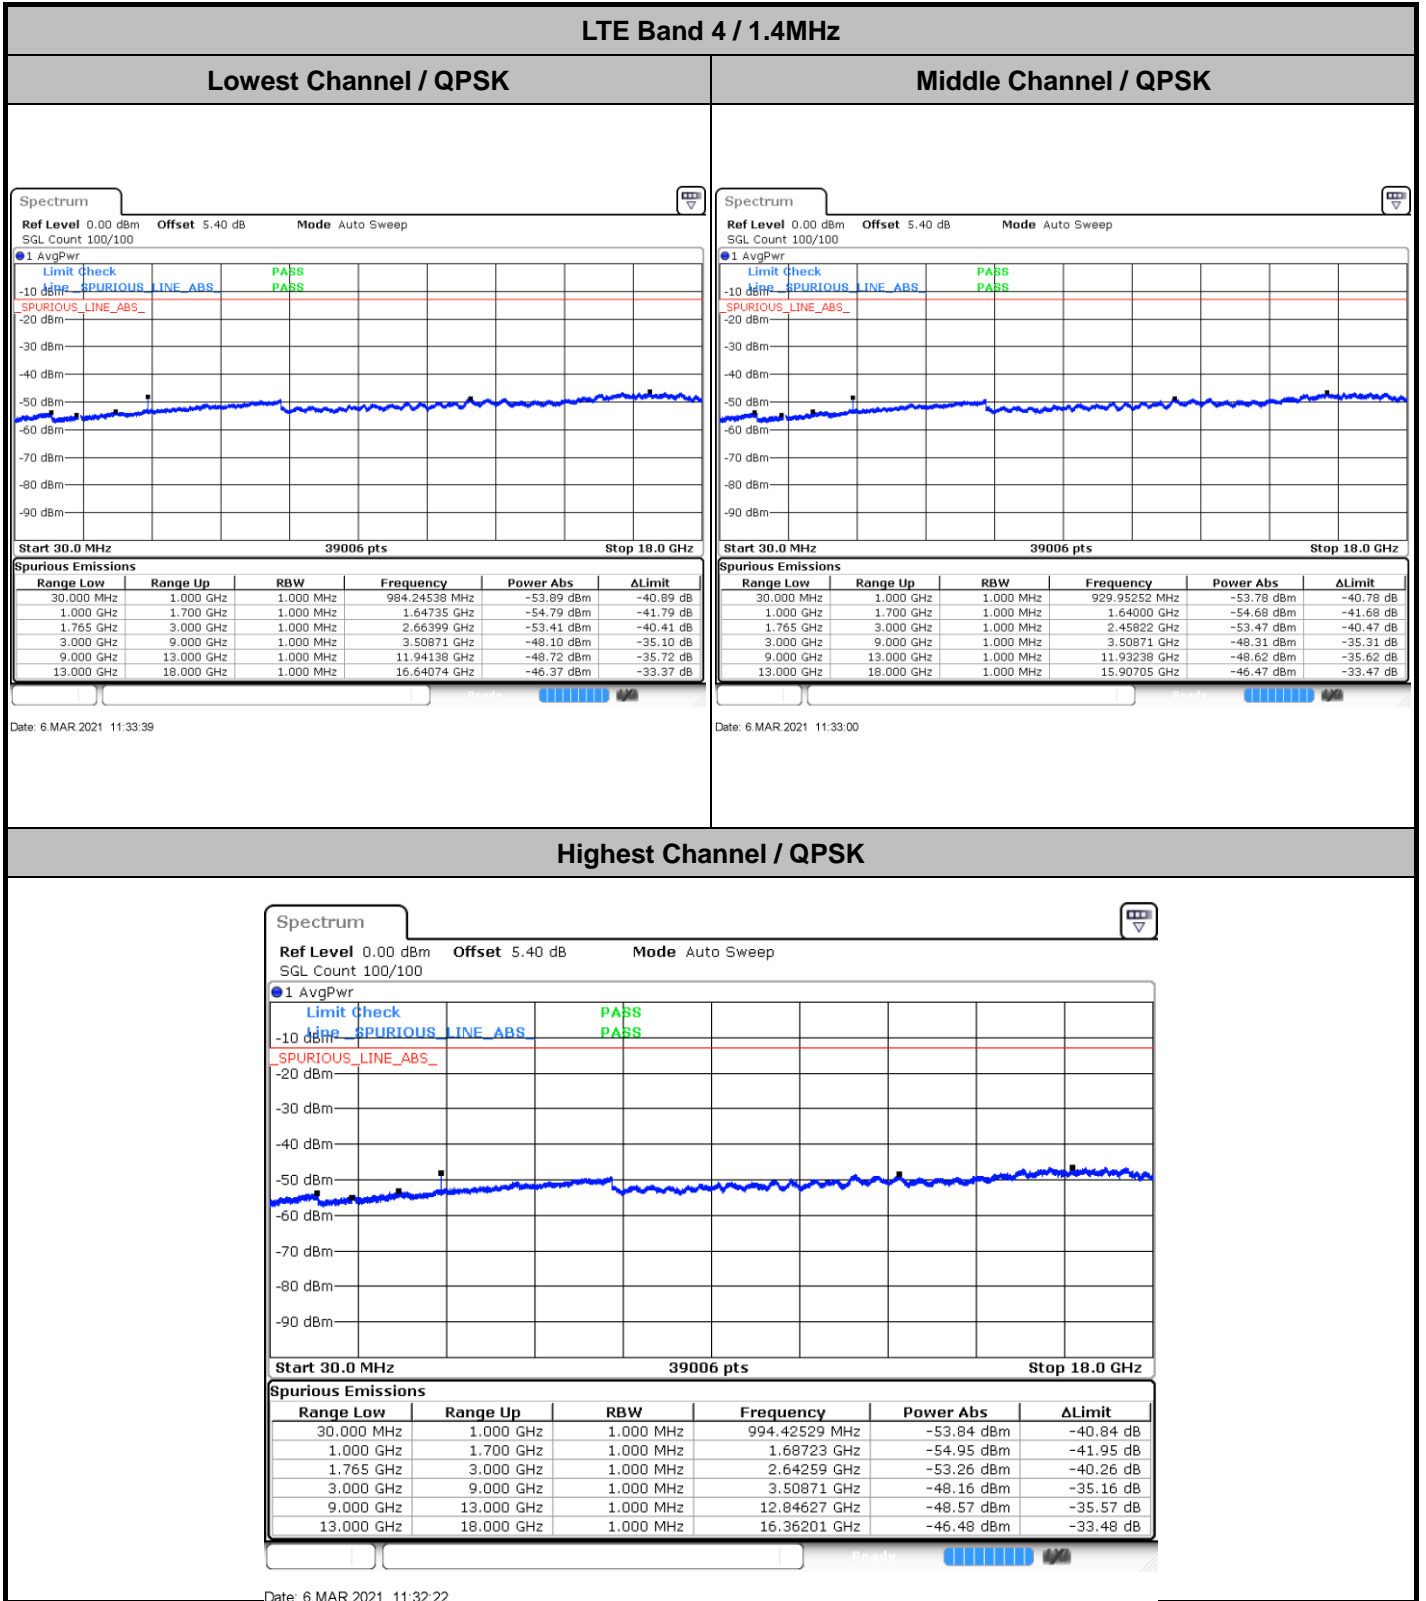 LTE Band 4 / 1.4MHz
Lowest Channel / QPSK
Middle Channel / QPSK
Spectrum
Ref Level 0.00 dBm Offset 5.40 dB Mode Auto Sweep
SGL Count 100/100
1 AvgPwr
Limit Check PASS
Line _SPURIOUS_LINE_ABS_ PASS
-10 dBm
_SPURIOUS_LINE_ABS_
-20 dBm
-30 dBm
-40 dBm
-50 dBm
-60 dBm
-70 dBm
-80 dBm
-90 dBm
Start 30.0 MHz 39006 pts Stop 18.0 GHz
Spurious Emissions
Range Low Range Up RBW Frequency Power Abs ΔLimit
30.000 MHz 1.000 GHz 1.000 MHz 984.24538 MHz -53.89 dBm -40.89 dB
1.000 GHz 1.700 GHz 1.000 MHz 1.64735 GHz -54.79 dBm -41.79 dB
1.765 GHz 3.000 GHz 1.000 MHz 2.66399 GHz -53.41 dBm -40.41 dB
3.000 GHz 9.000 GHz 1.000 MHz 3.50871 GHz -48.10 dBm -35.10 dB
9.000 GHz 13.000 GHz 1.000 MHz 11.94138 GHz -48.72 dBm -35.72 dB
13.000 GHz 18.000 GHz 1.000 MHz 16.64074 GHz -46.37 dBm -33.37 dB
Ready
Date: 6.MAR.2021 11:33:39
Spectrum
Ref Level 0.00 dBm Offset 5.40 dB Mode Auto Sweep
SGL Count 100/100
1 AvgPwr
Limit Check PASS
Line _SPURIOUS_LINE_ABS_ PASS
-10 dBm
_SPURIOUS_LINE_ABS_
-20 dBm
-30 dBm
-40 dBm
-50 dBm
-60 dBm
-70 dBm
-80 dBm
-90 dBm
Start 30.0 MHz 39006 pts Stop 18.0 GHz
Spurious Emissions
Range Low Range Up RBW Frequency Power Abs ΔLimit
30.000 MHz 1.000 GHz 1.000 MHz 929.95252 MHz -53.78 dBm -40.78 dB
1.000 GHz 1.700 GHz 1.000 MHz 1.64000 GHz -54.68 dBm -41.68 dB
1.765 GHz 3.000 GHz 1.000 MHz 2.45822 GHz -53.47 dBm -40.47 dB
3.000 GHz 9.000 GHz 1.000 MHz 3.50871 GHz -48.31 dBm -35.31 dB
9.000 GHz 13.000 GHz 1.000 MHz 11.93238 GHz -48.62 dBm -35.62 dB
13.000 GHz 18.000 GHz 1.000 MHz 15.90705 GHz -46.47 dBm -33.47 dB
Ready
Date: 6.MAR.2021 11:33:00
Highest Channel / QPSK
Spectrum
Ref Level 0.00 dBm Offset 5.40 dB Mode Auto Sweep
SGL Count 100/100
1 AvgPwr
Limit Check PASS
Line _SPURIOUS_LINE_ABS_ PASS
-10 dBm
_SPURIOUS_LINE_ABS_
-20 dBm
-30 dBm
-40 dBm
-50 dBm
-60 dBm
-70 dBm
-80 dBm
-90 dBm
Start 30.0 MHz 39006 pts Stop 18.0 GHz
Spurious Emissions
Range Low Range Up RBW Frequency Power Abs ΔLimit
30.000 MHz 1.000 GHz 1.000 MHz 994.42529 MHz -53.84 dBm -40.84 dB
1.000 GHz 1.700 GHz 1.000 MHz 1.68723 GHz -54.95 dBm -41.95 dB
1.765 GHz 3.000 GHz 1.000 MHz 2.64259 GHz -53.26 dBm -40.26 dB
3.000 GHz 9.000 GHz 1.000 MHz 3.50871 GHz -48.16 dBm -35.16 dB
9.000 GHz 13.000 GHz 1.000 MHz 12.84627 GHz -48.57 dBm -35.57 dB
13.000 GHz 18.000 GHz 1.000 MHz 16.36201 GHz -46.48 dBm -33.48 dB
Ready
Date: 6.MAR.2021 11:32:22